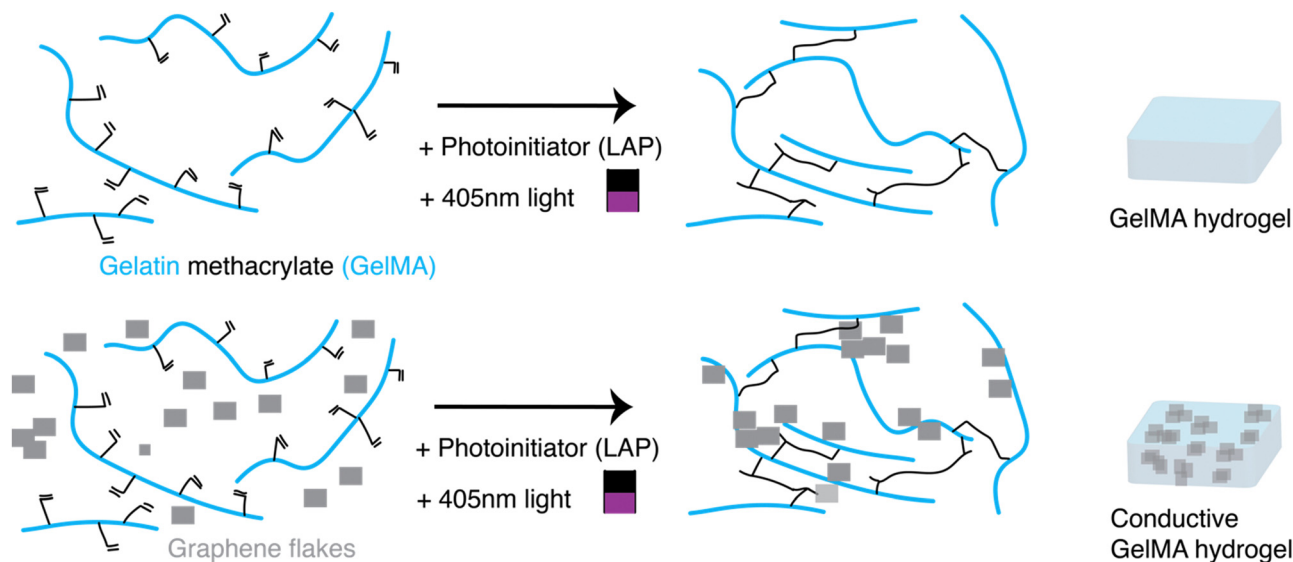 + Photoinitiator (LAP)
+ 405nm light
GelMA hydrogel
Gelatin methacrylate (GelMA)
+ Photoinitiator (LAP)
+ 405nm light
Graphene flakes
Conductive
GelMA hydrogel